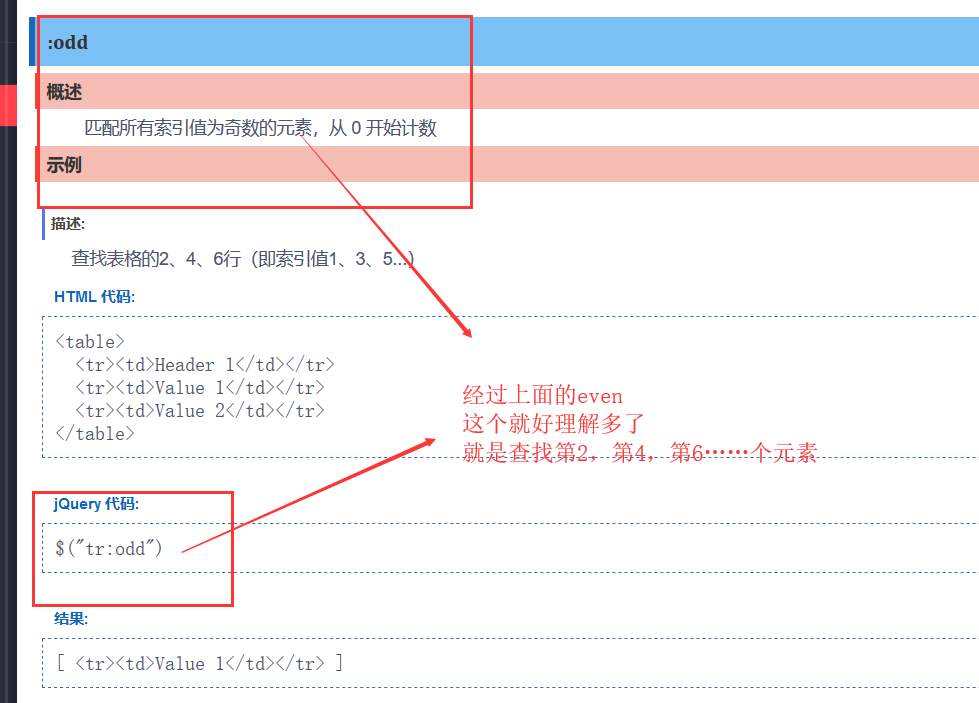 :odd
概述
匹配所有索引值为奇数的元素，从 0 开始计数
示例
描述:
查找表格的2、4、6行（即索引值1、3、5...）
HTML 代码:
<table>
<tr><td>Header 1</td></tr>
<tr><td>Value 1</td></tr>
<tr><td>Value 2</td></tr>
</table>
经过上面的even
这个就好理解多了
就是查找第2，第4，第6……个元素
jQuery 代码:
$("tr:odd")
结果:
[ <tr><td>Value 1</td></tr> ]